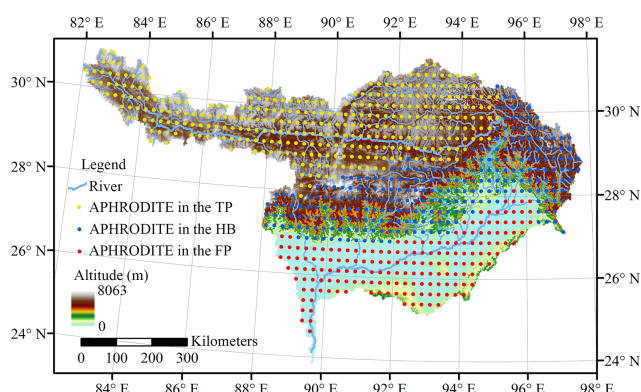 82° E 84° E 86° E 88° E 90° E 92° E 94° E 96° E 98° E
30° N
30° N
28° N
28° N
26° N
26° N
24° N
24° N
Legend
River
APHRODITE in the TP
APHRODITE in the HB
APHRODITE in the FP
Altitude (m)
8063
0
Kilometers
0 100 200 300
84° E 86° E 88° E 90° E 92° E 94° E 96° E